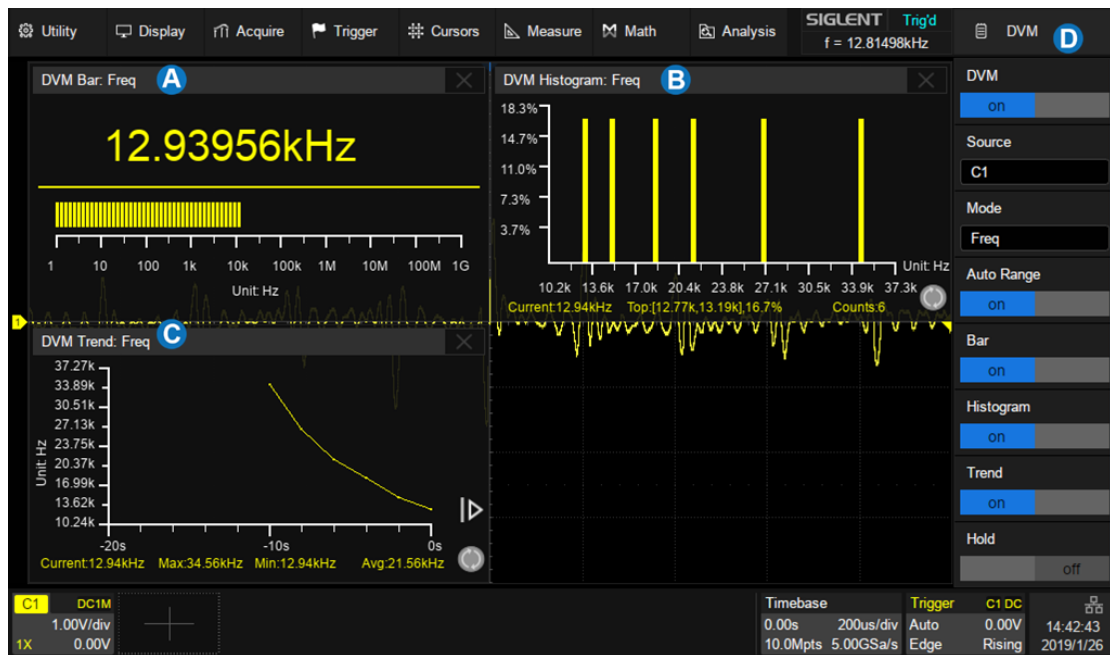 Utility Display Acquire Trigger Cursors Measure Math Analysis
SIGLENT Trig'd
f = 12.81498kHz
DVM D
DVM Bar: Freq A
12.93956kHz
1 10 100 1k 10k 100k 1M 10M 100M 1G
Unit: Hz
DVM Histogram: Freq B
18.3%
14.7%
11.0%
7.3%
3.7%
Unit: Hz
10.2k 13.6k 17.0k 20.4k 23.8k 27.1k 30.5k 33.9k 37.3k
Current:12.94kHz Top:[12.77k,13.19k],16.7% Counts:6
1
DVM Trend: Freq C
37.27k
33.89k
30.51k
27.13k
23.75k
20.37k
16.99k
13.62k
10.24k
Unit: Hz
-20s -10s 0s
Current:12.94kHz Max:34.56kHz Min:12.94kHz Avg:21.56kHz
DVM
on
Source
C1
Mode
Freq
Auto Range
on
Bar
on
Histogram
on
Trend
on
Hold
off
C1 DC1M
1.00V/div
1X 0.00V
Timebase
0.00s 200us/div
10.0Mpts 5.00GSa/s
Trigger C1 DC
Auto 0.00V
Edge Rising
14:42:43
2019/1/26